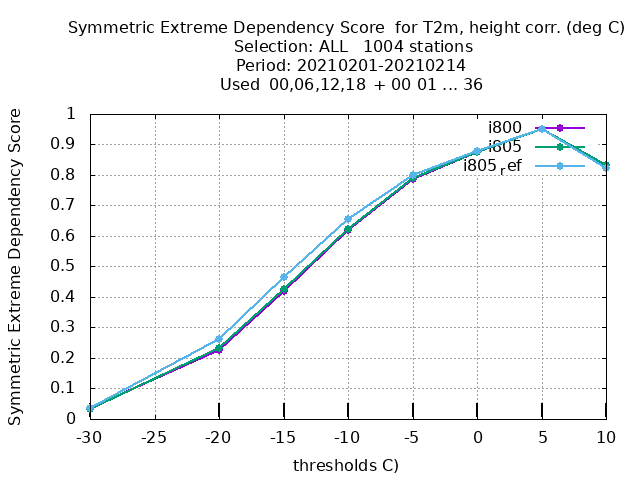 Symmetric Extreme Dependency Score  for T2m, height corr. (deg C)
Selection: ALL   1004 stations
Period: 20210201-20210214
Used  00,06,12,18  + 00 01 ... 36
Symmetric Extreme Dependency Score
1
0.9
0.8
0.7
0.6
0.5
0.4
0.3
0.2
0.1
0
i800
i805
i805ref
-30 -25 -20 -15 -10 -5 0 5 10
thresholds C)